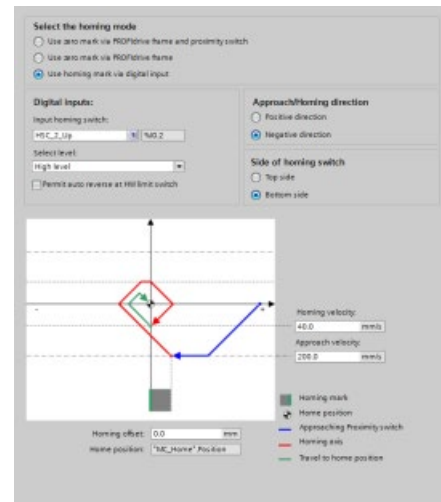 Select the homing mode
Use zero mark via PROFIdrive frame and proximity switch
Use zero mark via PROFIdrive frame
Use homing mark via digital input
Digital inputs:
Input homing switch:
HSC_2_Up
%I0.2
Select level:
High level
Permit auto reverse at HW limit switch
Approach/Homing direction
Positive direction
Negative direction
Side of homing switch
Top side
Bottom side
-
+
Homing velocity:
40.0 mm/s
Approach velocity:
200.0 mm/s
Homing mark
Home position
Approaching Proximity switch
Homing axis
Travel to home position
Homing offset: 0.0 mm
Home position: "MC_Home".Position